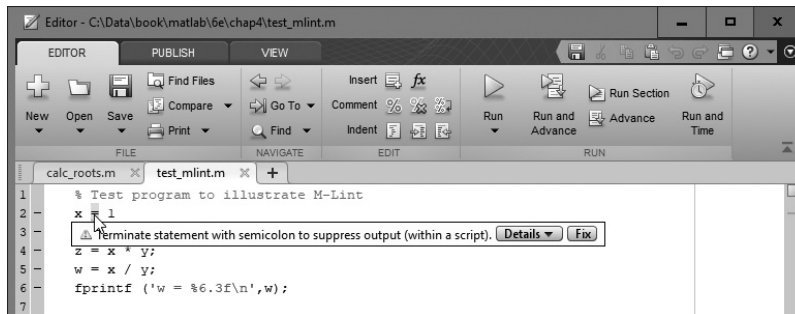 Editor - C:\Data\book\matlab\6e\chap4\test_mlint.m
EDITOR PUBLISH VIEW
New Open Save Find Files Compare Print
FILE
Go To Find
NAVIGATE
Insert fx Comment % Indent
EDIT
Run Run and Advance Run Section Advance Run and Time
RUN
calc_roots.m test_mlint.m +
1 % Test program to illustrate M-Lint
2 - x = 1
3 - Terminate statement with semicolon to suppress output (within a script). Details Fix
4 - z = x * y;
5 - w = x / y;
6 - fprintf ('w = %6.3f\n',w);
7